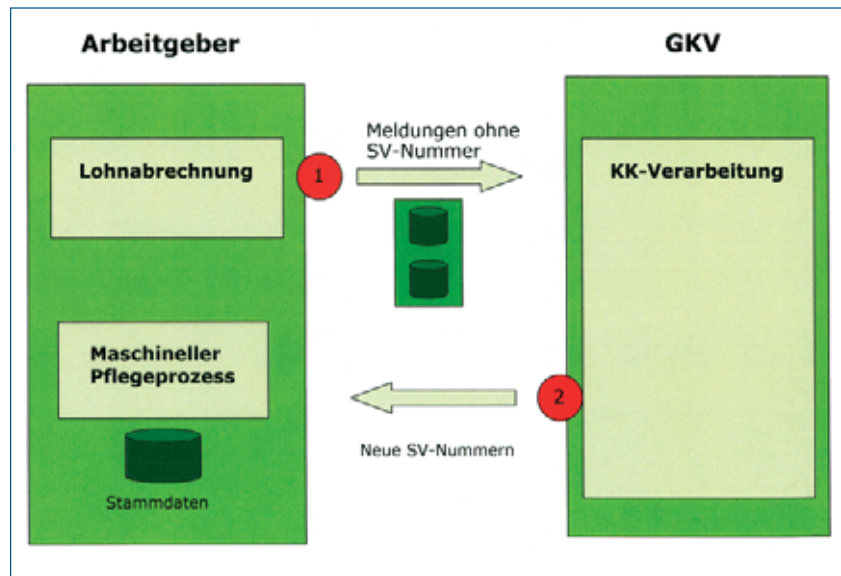 Arbeitgeber
GKV
Lohnabrechnung
1
Meldungen ohne
SV-Nummer
KK-Verarbeitung
Maschineller
Pflegeprozess
2
Neue SV-Nummern
Stammdaten